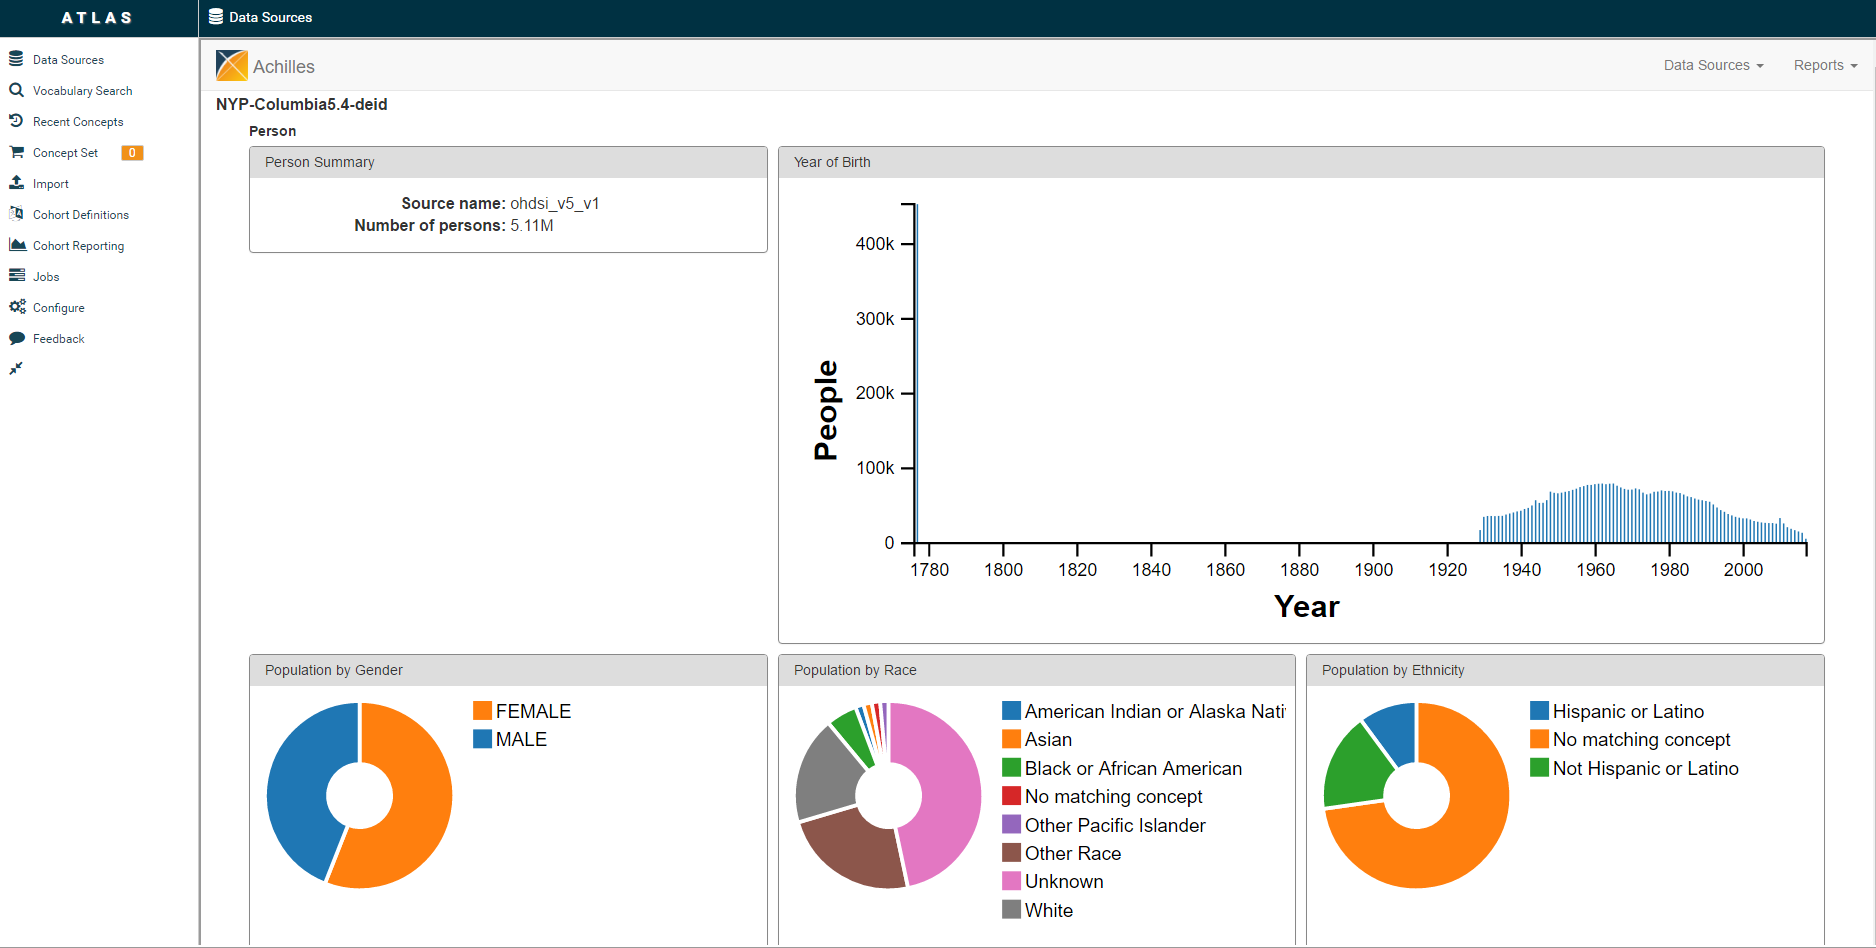 ATLAS
Data Sources
Data Sources
Vocabulary Search
Recent Concepts
Concept Set 0
Import
Cohort Definitions
Cohort Reporting
Jobs
Configure
Feedback
Achilles
Data Sources
Reports
NYP-Columbia5.4-deid
Person
Person Summary
Source name: ohdsi_v5_v1
Number of persons: 5.11M
Year of Birth
400k
300k
200k
100k
0
People
1780 1800 1820 1840 1860 1880 1900 1920 1940 1960 1980 2000
Year
Population by Gender
FEMALE
MALE
Population by Race
American Indian or Alaska Nati
Asian
Black or African American
No matching concept
Other Pacific Islander
Other Race
Unknown
White
Population by Ethnicity
Hispanic or Latino
No matching concept
Not Hispanic or Latino